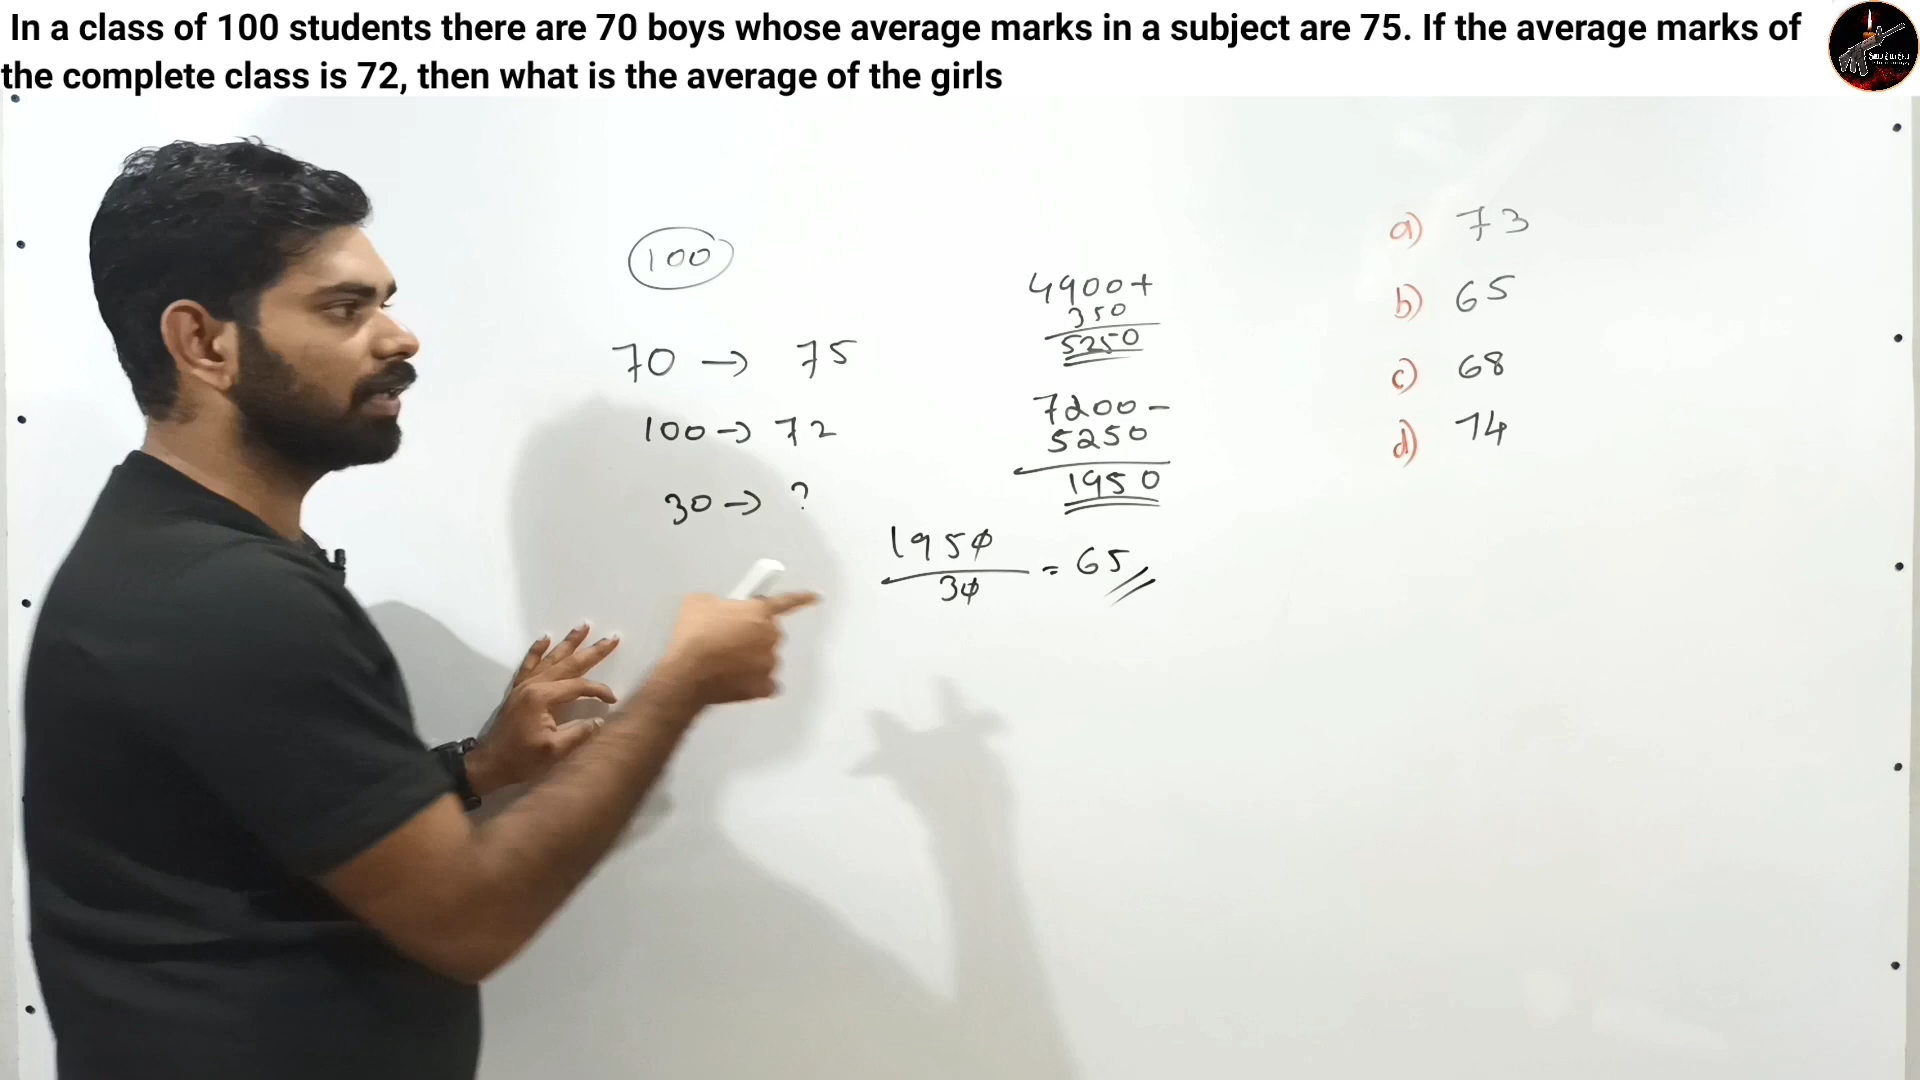 In a class of 100 students there are 70 boys whose average marks in a subject are 75. If the average marks of
the complete class is 72, then what is the average of the girls
100
70 → 75
100 → 72
30 → ?
4900+
350
5250
7200-
5250
1950
1950
30
= 65
a) 73
b) 65
c) 68
d) 74